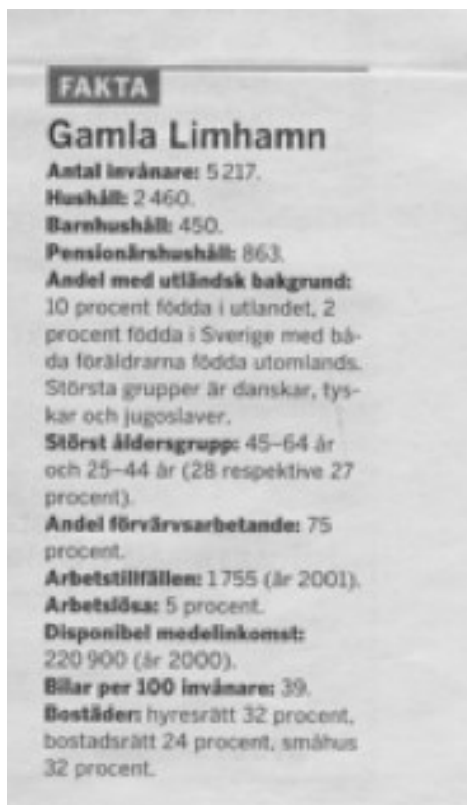 FAKTA
Gamla Limhamn
Antal invånare: 5 217.
Hushåll: 2 460.
Barnhushåll: 450.
Pensionärshushåll: 863.
Andel med utländsk bakgrund:
10 procent födda i utlandet, 2
procent födda i Sverige med bå-
da föräldrarna födda utomlands.
Största grupper är danskar, tys-
kar och jugoslaver.
Störst åldersgrupp: 45–64 år
och 25–44 år (28 respektive 27
procent).
Andel förvärvsarbetande: 75
procent.
Arbetstillfällen: 1 755 (år 2001).
Arbetslösa: 5 procent.
Disponibel medelinkomst:
220 900 (år 2000).
Bilar per 100 invånare: 39.
Bostäder: hyresrätt 32 procent,
bostadsrätt 24 procent, småhus
32 procent.